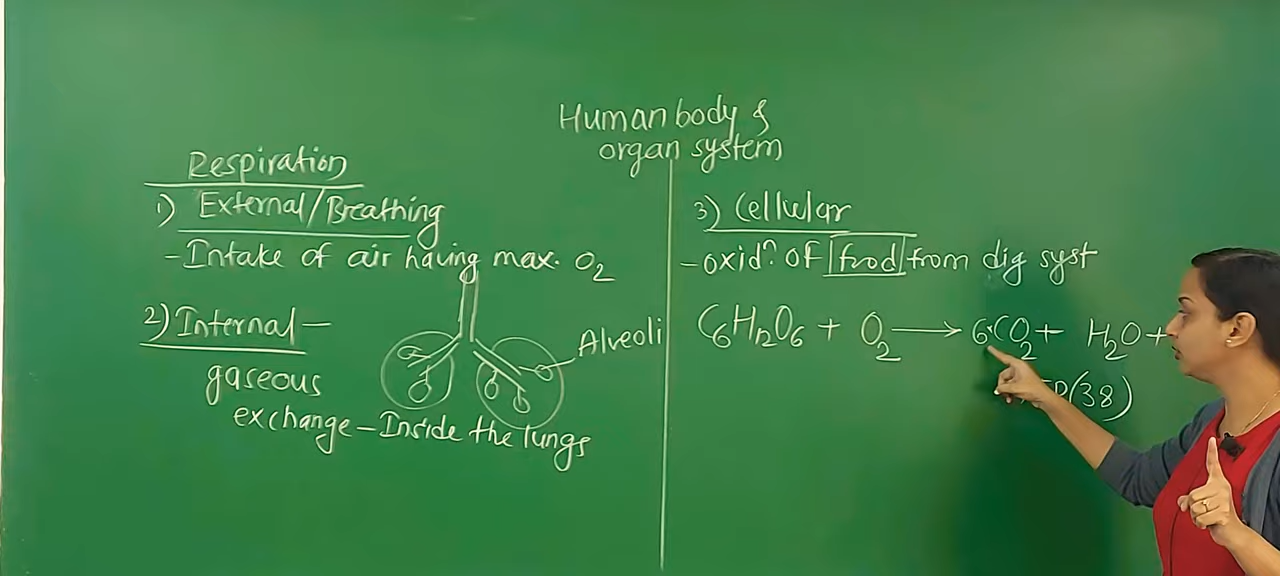 Human body &
organ system
Respiration
1) External/Breathing
-Intake of air having max. O2
2) Internal-
gaseous
exchange-Inside the lungs
Alveoli
3) Cellular
-oxidn of food from dig syst
C6H12O6 + O2 → 6CO2 + H2O +
(38)